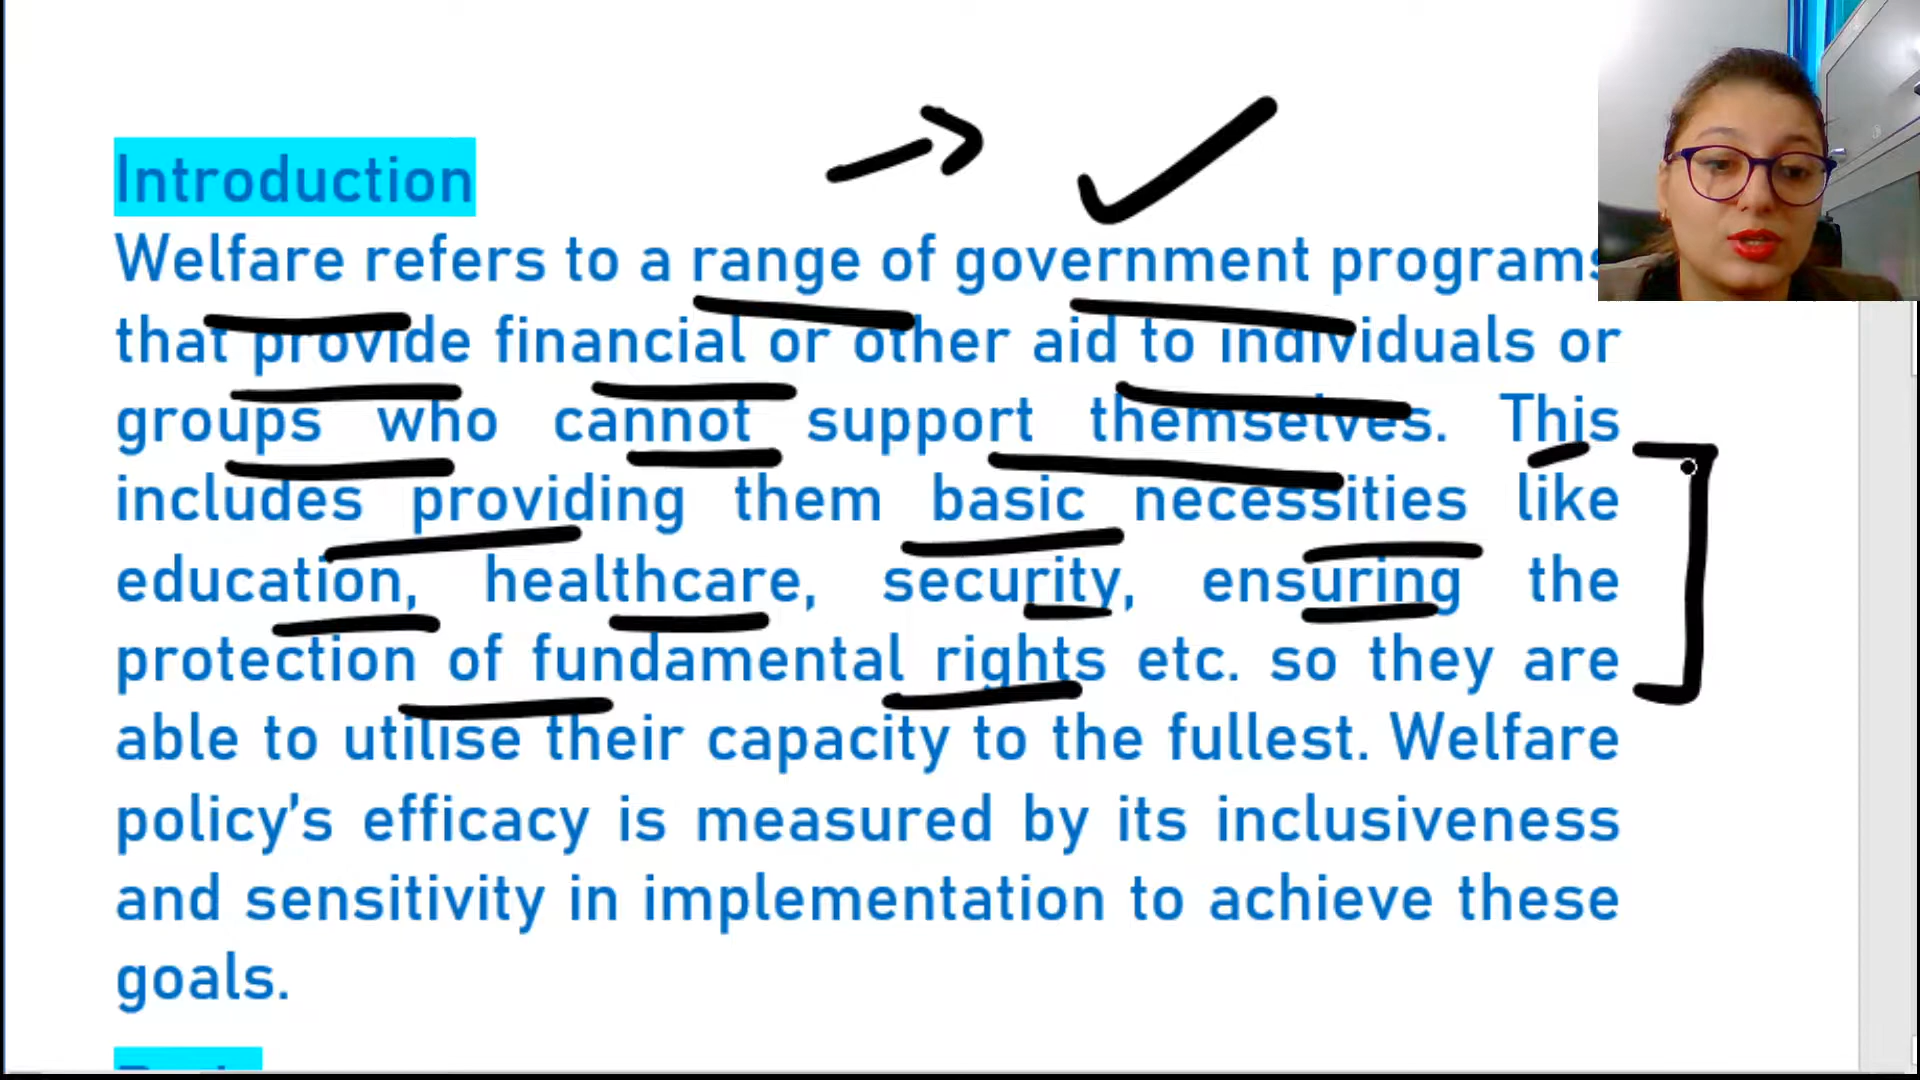 Introduction
Welfare refers to a range of government programs
that provide financial or other aid to individuals or
groups who cannot support themselves. This
includes providing them basic necessities like
education, healthcare, security, ensuring the
protection of fundamental rights etc. so they are
able to utilise their capacity to the fullest. Welfare
policy's efficacy is measured by its inclusiveness
and sensitivity in implementation to achieve these
goals.